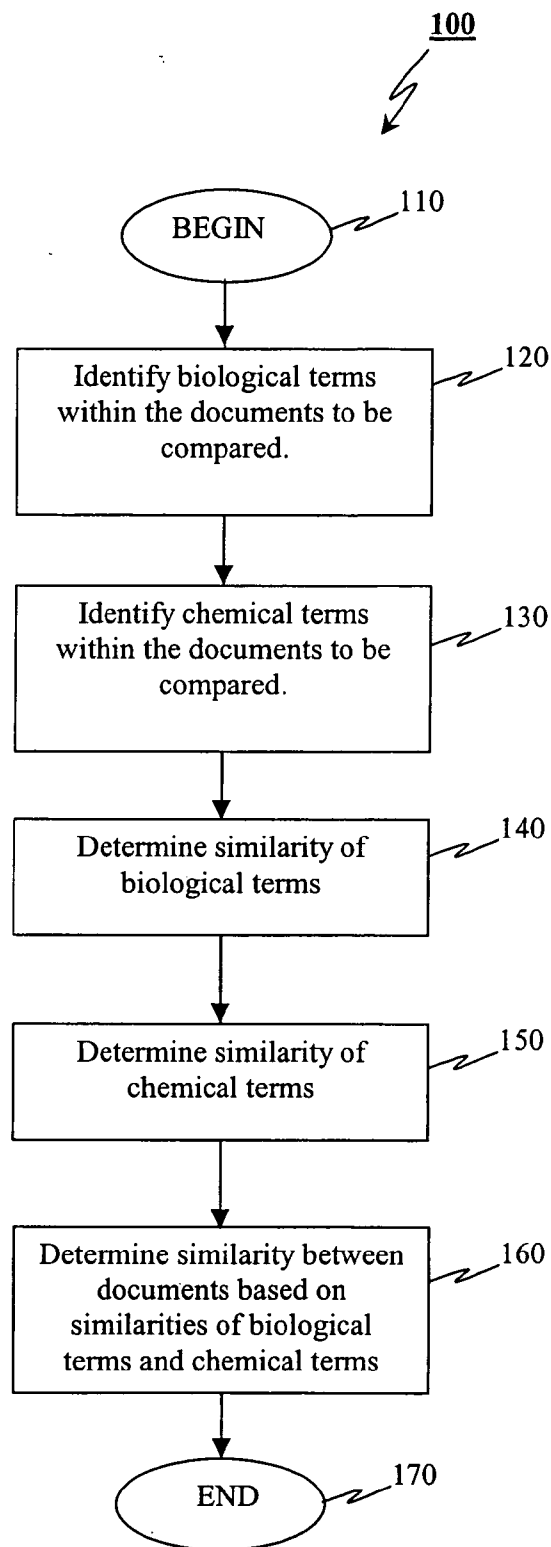 100
110
BEGIN
120
Identify biological terms
within the documents to be
compared.
130
Identify chemical terms
within the documents to be
compared.
140
Determine similarity of
biological terms
150
Determine similarity of
chemical terms
160
Determine similarity between
documents based on
similarities of biological
terms and chemical terms
170
END